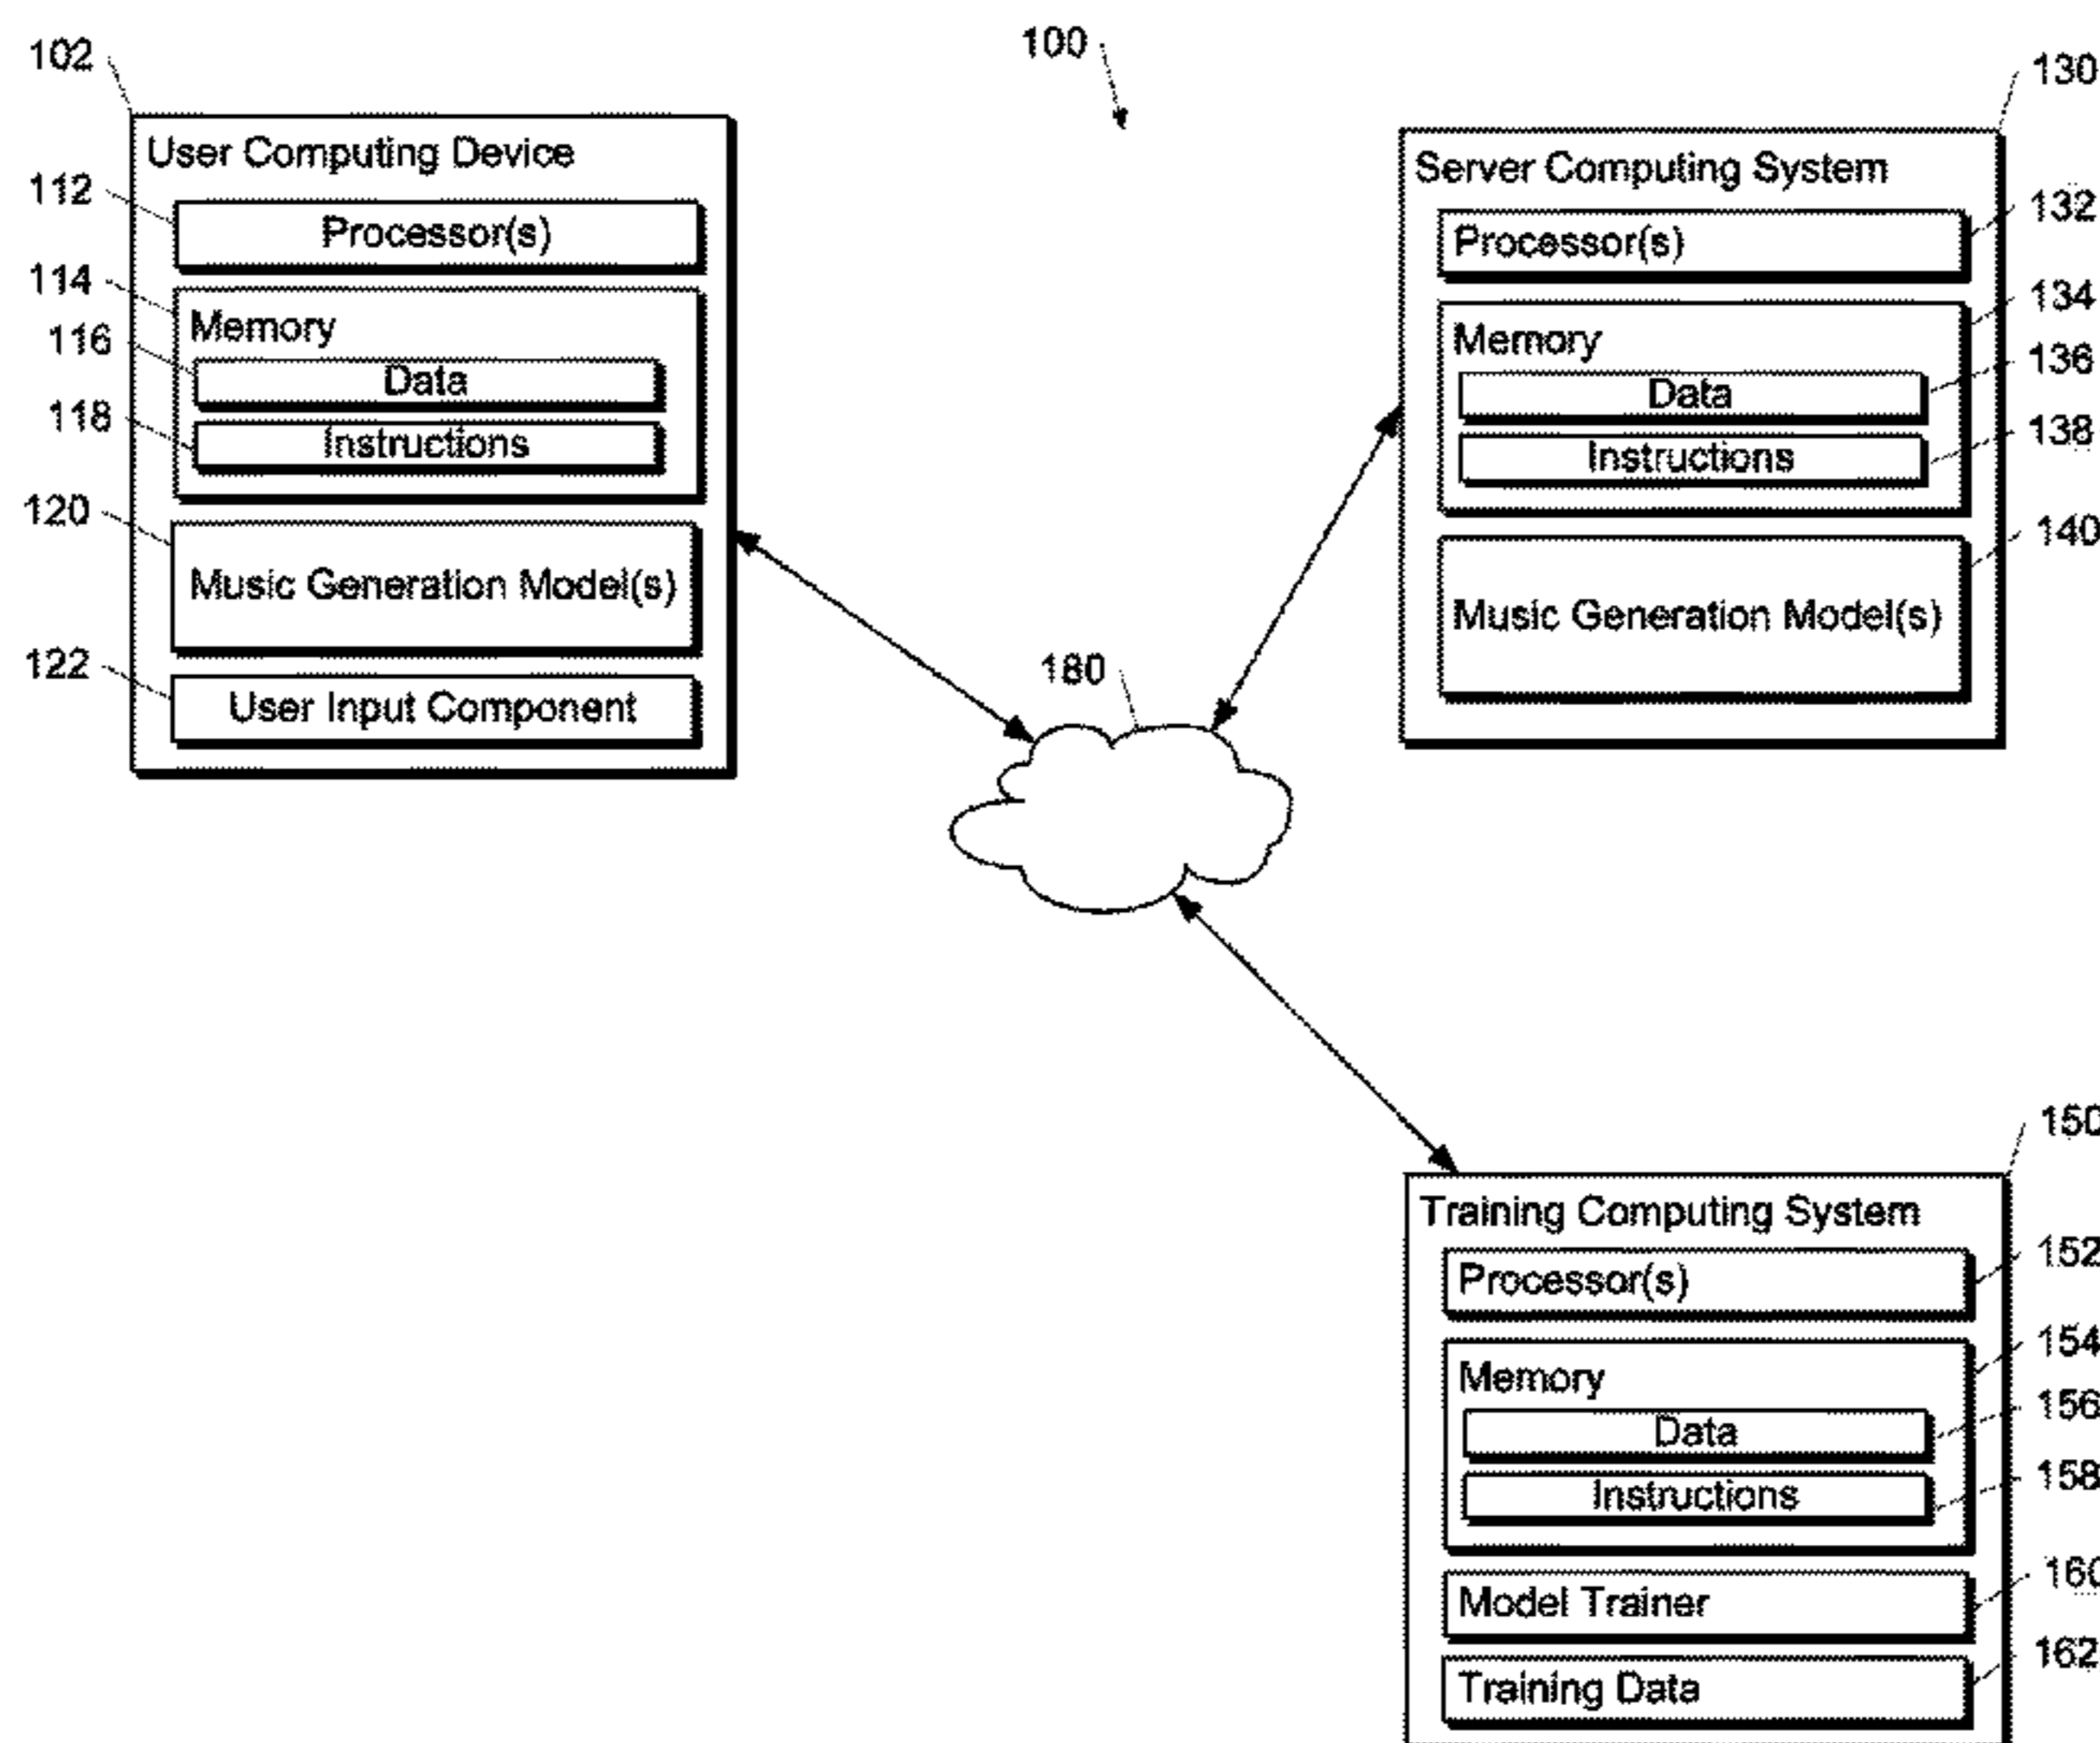 100
102
User Computing Device
112
Processor(s)
114
Memory
116
Data
118
Instructions
120
Music Generation Model(s)
122
User Input Component
130
Server Computing System
132
Processor(s)
134
Memory
136
Data
138
Instructions
140
Music Generation Model(s)
180
150
Training Computing System
152
Processor(s)
154
Memory
156
Data
158
Instructions
160
Model Trainer
162
Training Data